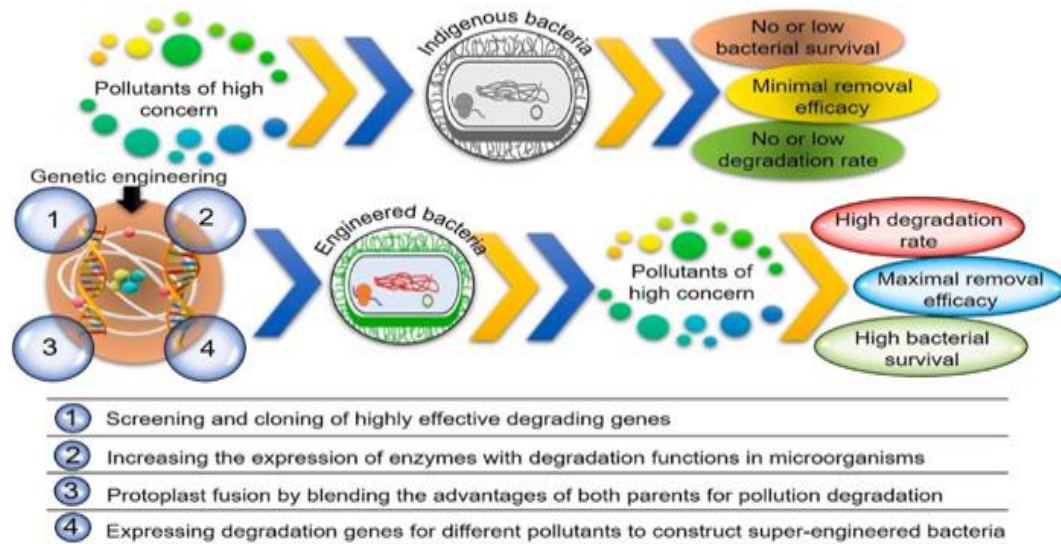 Pollutants of high
concern
Indigenous bacteria
No or low
bacterial survival
Minimal removal
efficacy
No or low
degradation rate
Genetic engineering
1
2
3
4
Engineered bacteria
Pollutants of
high concern
High degradation
rate
Maximal removal
efficacy
High bacterial
survival
1 Screening and cloning of highly effective degrading genes
2 Increasing the expression of enzymes with degradation functions in microorganisms
3 Protoplast fusion by blending the advantages of both parents for pollution degradation
4 Expressing degradation genes for different pollutants to construct super-engineered bacteria